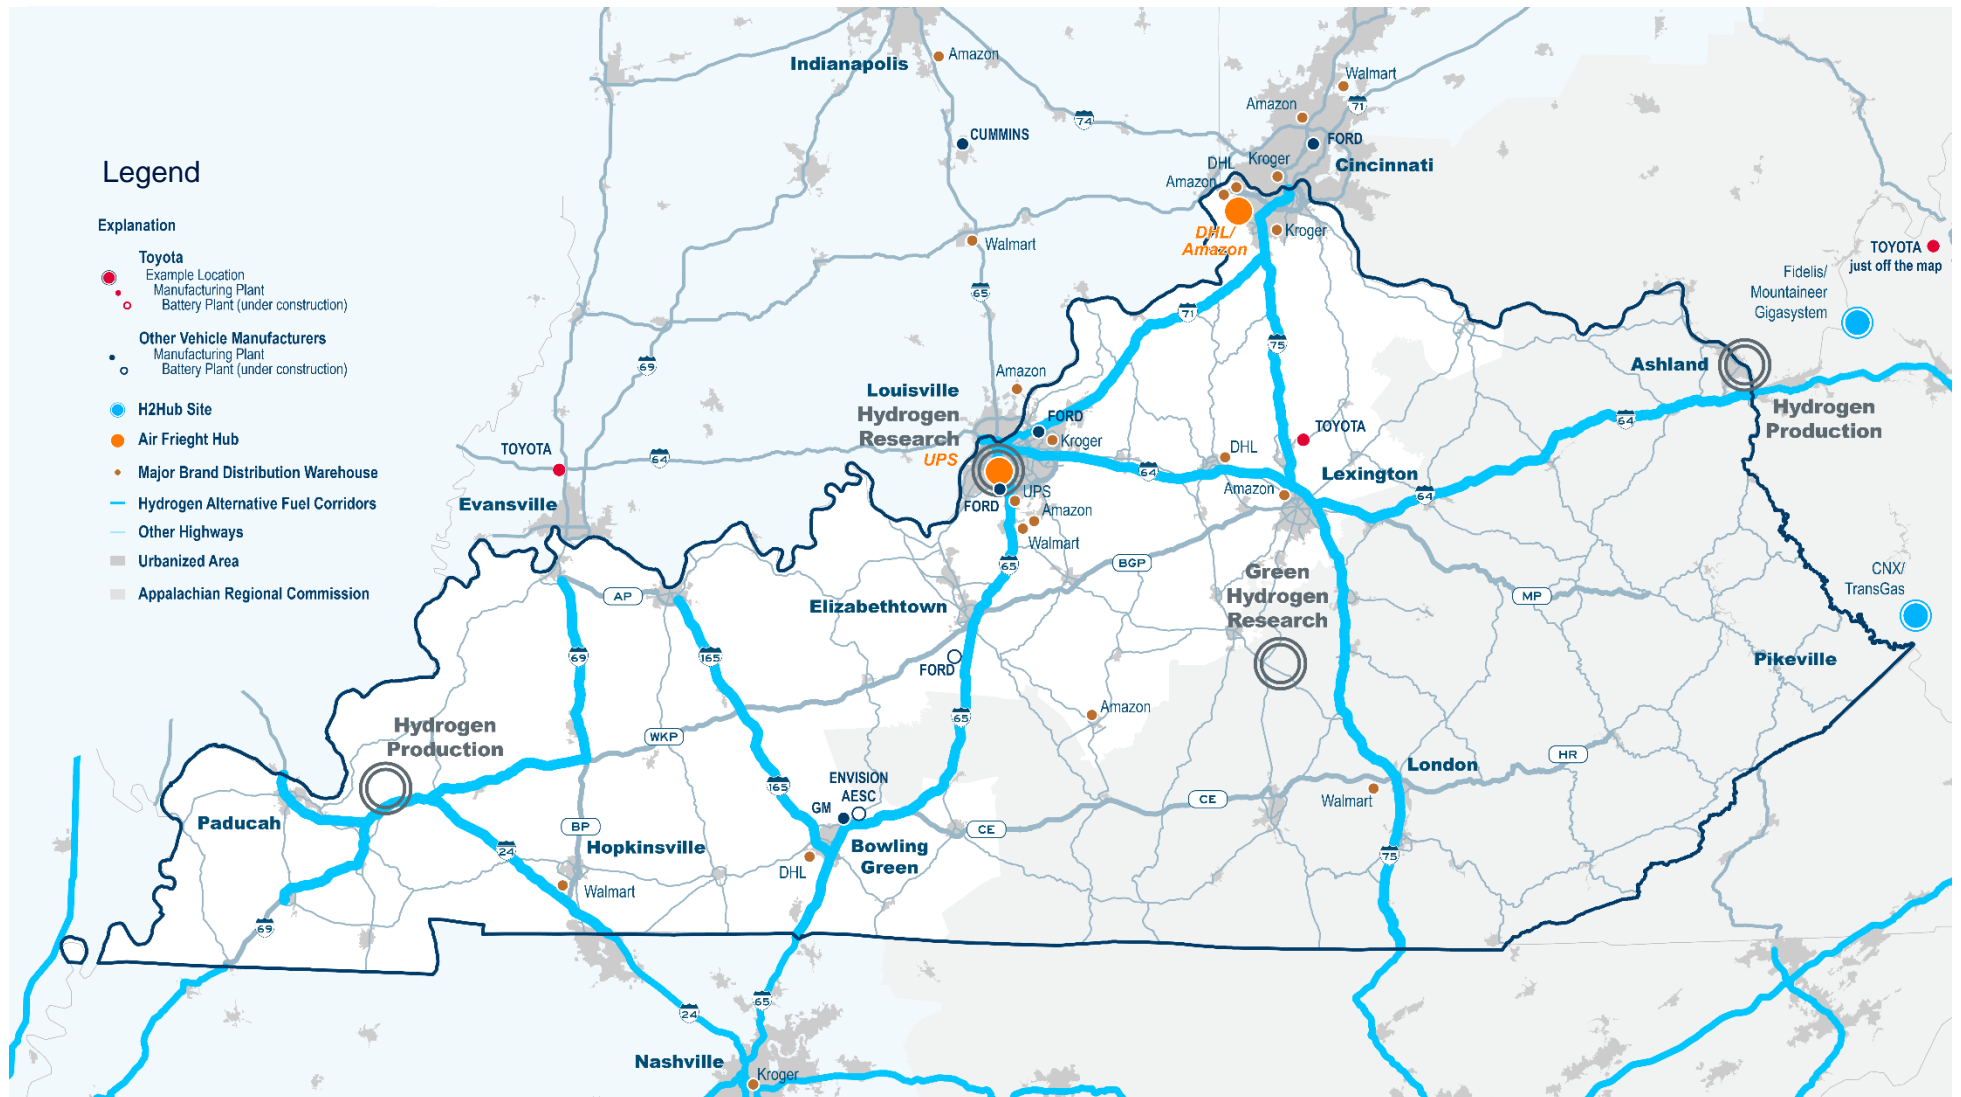 Indianapolis
Amazon
Walmart
Amazon
71
74
CUMMINS
FORD
Cincinnati
DHL
Kroger
Amazon
Legend
Explanation
Toyota
Example Location
Manufacturing Plant
Battery Plant (under construction)
Other Vehicle Manufacturers
Manufacturing Plant
Battery Plant (under construction)
H2Hub Site
Air Frieght Hub
Major Brand Distribution Warehouse
Hydrogen Alternative Fuel Corridors
Other Highways
Urbanized Area
Appalachian Regional Commission
DHL/
Amazon
Kroger
Walmart
TOYOTA
just off the map
Fidelis/
Mountaineer
Gigasystem
65
71
75
69
Ashland
Hydrogen
Production
Amazon
Louisville
Hydrogen
Research
UPS
FORD
Kroger
TOYOTA
64
TOYOTA
Evansville
64
DHL
Amazon
Lexington
64
64
UPS
FORD
Amazon
Walmart
65
BGP
Green
Hydrogen
Research
MP
CNX/
TransGas
AP
Elizabethtown
69
165
FORD
Pikeville
65
Amazon
Hydrogen
Production
WKP
HR
London
Walmart
CE
CE
165
ENVISION
AESC
GM
Paducah
BP
Hopkinsville
24
Bowling
Green
DHL
Walmart
75
69
65
24
Nashville
Kroger